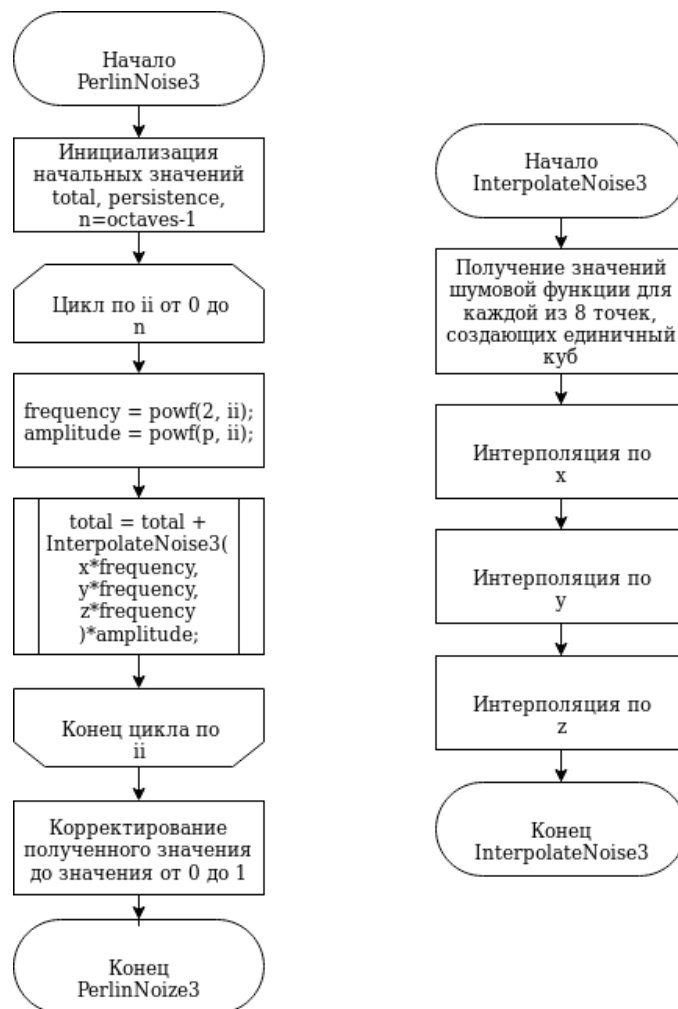 Начало
PerlinNoise3
Инициализация
начальных значений
total, persistence,
n=octaves-1
Цикл по ii от 0 до
n
frequency = powf(2, ii);
amplitude = powf(p, ii);
total = total +
InterpolateNoise3(
x*frequency,
y*frequency,
z*frequency
)*amplitude;
Конец цикла по
ii
Корректирование
полученного значения
до значения от 0 до 1
Конец
PerlinNoize3
Начало
InterpolateNoise3
Получение значений
шумовой функции для
каждой из 8 точек,
создающих единичный
куб
Интерполяция по
x
Интерполяция по
y
Интерполяция по
z
Конец
InterpolateNoise3